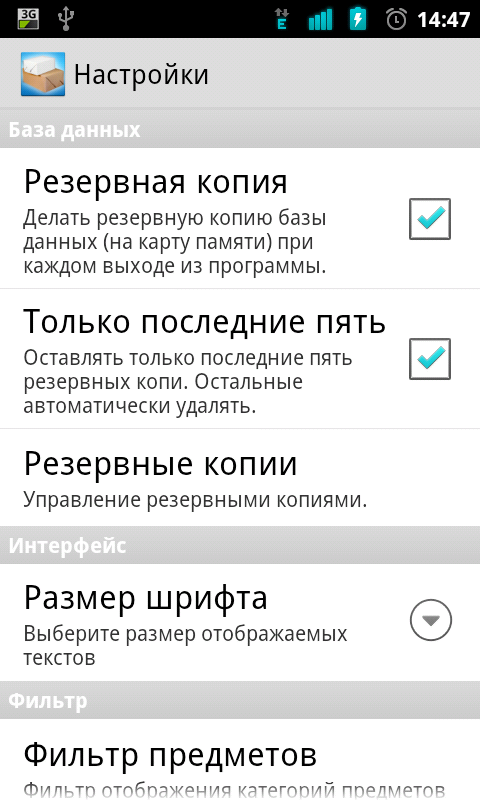 3G
E
14:47
Настройки
База данных
Резервная копия
Делать резервную копию базы
данных (на карту памяти) при
каждом выходе из программы.
Только последние пять
Оставлять только последние пять
резервных копи. Остальные
автоматически удалять.
Резервные копии
Управление резервными копиями.
Интерфейс
Размер шрифта
Выберите размер отображаемых
текстов
Фильтр
Фильтр предметов
Фильтр отображения категорий предметов